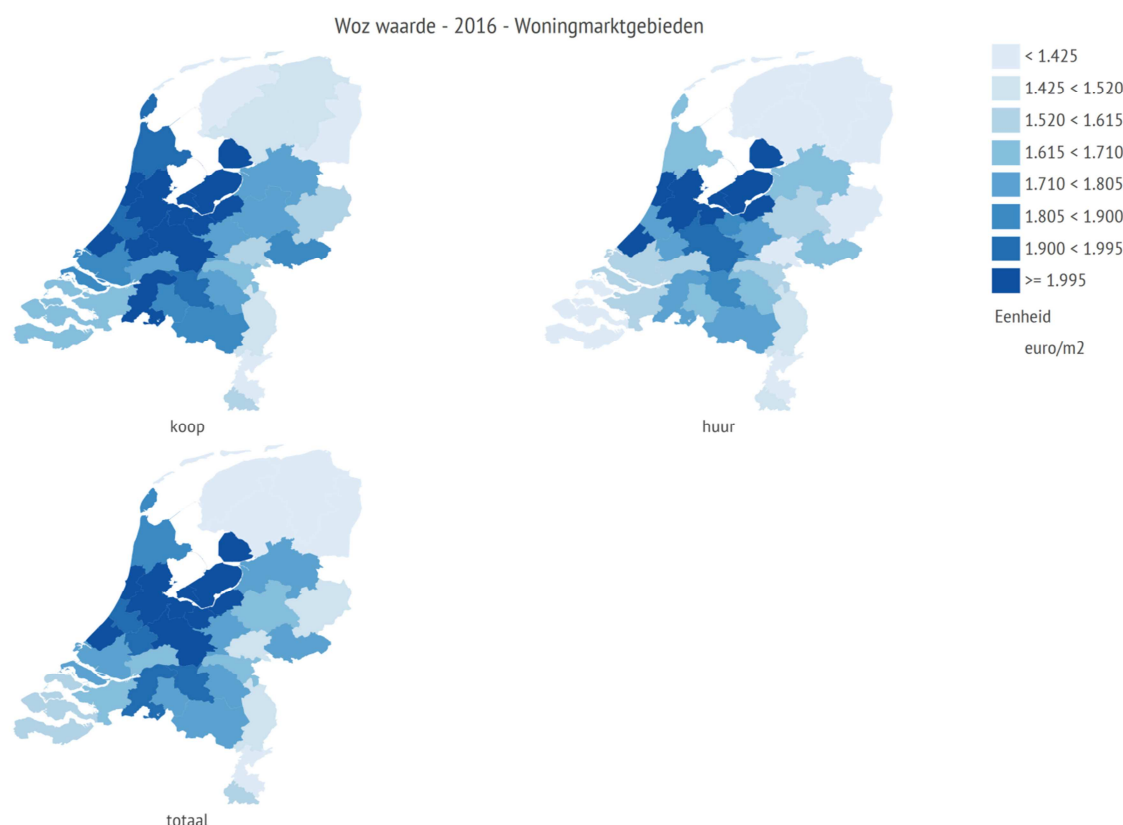 Woz waarde - 2016 - Woningmarktgebieden
< 1.425
1.425 < 1.520
1.520 < 1.615
1.615 < 1.710
1.710 < 1.805
1.805 < 1.900
1.900 < 1.995
>= 1.995
Eenheid
euro/m2
koop
huur
totaal